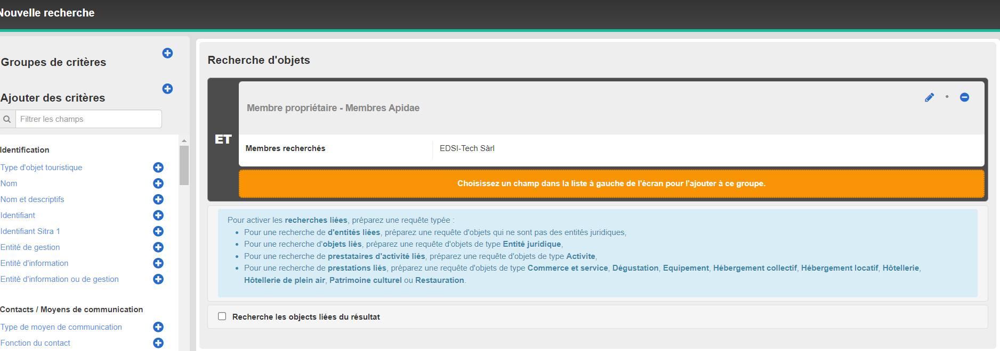 Nouvelle recherche
Groupes de critères
Ajouter des critères
Filtrer les champs
Identification
Type d'objet touristique
Nom
Nom et descriptifs
Identifiant
Identifiant Sitra 1
Entité de gestion
Entité d'information
Entité d'information ou de gestion
Contacts / Moyens de communication
Type de moyen de communication
Fonction du contact
Recherche d'objets
ET
Membre propriétaire - Membres Apidae
Membres recherchés
EDSI-Tech Sàrl
Choisissez un champ dans la liste à gauche de l'écran pour l'ajouter à ce groupe.
Pour activer les recherches liées, préparez une requête typée :
Pour une recherche de d'entités liées, préparez une requête d'objets qui ne sont pas des entités juridiques,
Pour une recherche d'objets liés, préparez une requête d'objets de type Entité juridique,
Pour une recherche de prestataires d'activité liés, préparez une requête d'objets de type Activite,
Pour une recherche de prestations liés, préparez une requête d'objets de type Commerce et service, Dégustation, Equipement, Hébergement collectif, Hébergement locatif, Hôtellerie,
Hôtellerie de plein air, Patrimoine culturel ou Restauration.
Recherche les objects liées du résultat